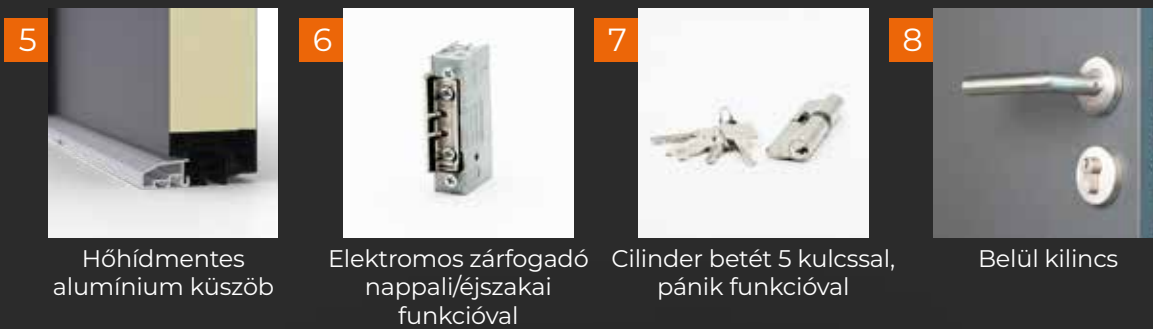 5
Hőhídmentes
alumínium küszöb
6
Elektromos zárfogadó
nappali/éjszakai
funkcióval
7
Cilinder betét 5 kulcssal,
pánik funkcióval
8
Belül kilincs